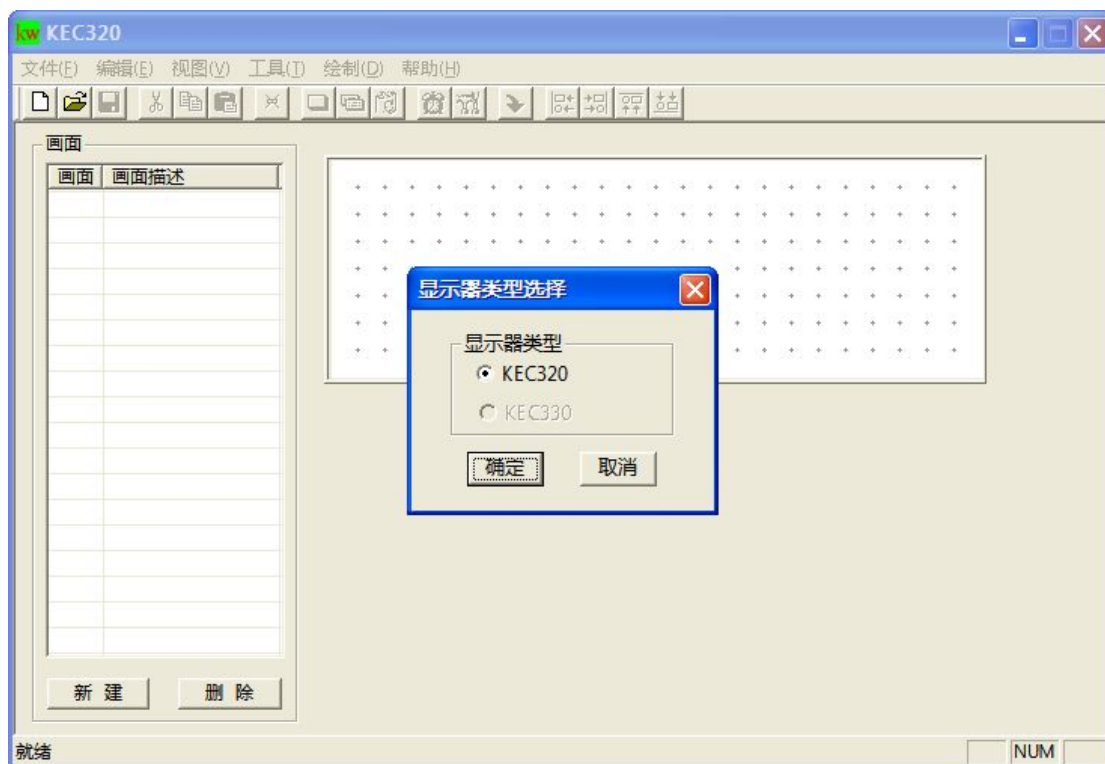 kw KEC320
文件(F) 编辑(E) 视图(V) 工具(T) 绘制(D) 帮助(H)
画面
画面 画面描述
显示器类型选择
显示器类型
KEC320
KEC330
确定 取消
新 建 删 除
就绪 NUM